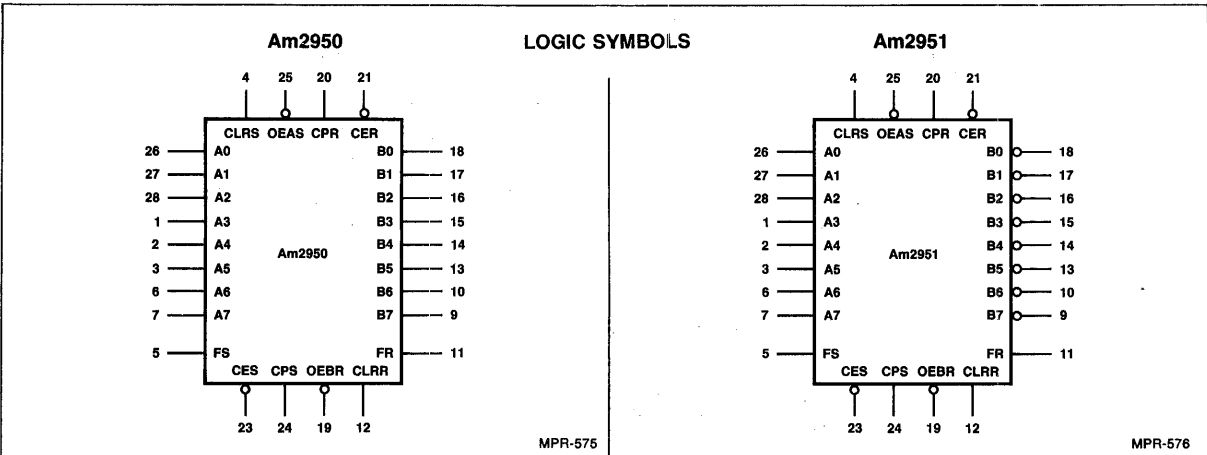 Am2950 LOGIC SYMBOLS Am2951
4 25 20 21
CLRS OEAS CPR CER
26 A0 B0 18
27 A1 B1 17
28 A2 B2 16
1 A3 B3 15
2 A4 B4 14
Am2950
3 A5 B5 13
6 A6 B6 10
7 A7 B7 9
5 FS FR 11
CES CPS OEBR CLRR
23 24 19 12
MPR-575
4 25 20 21
CLRS OEAS CPR CER
26 A0 B0 18
27 A1 B1 17
28 A2 B2 16
1 A3 B3 15
2 A4 B4 14
Am2951
3 A5 B5 13
6 A6 B6 10
7 A7 B7 9
5 FS FR 11
CES CPS OEBR CLRR
23 24 19 12
MPR-576